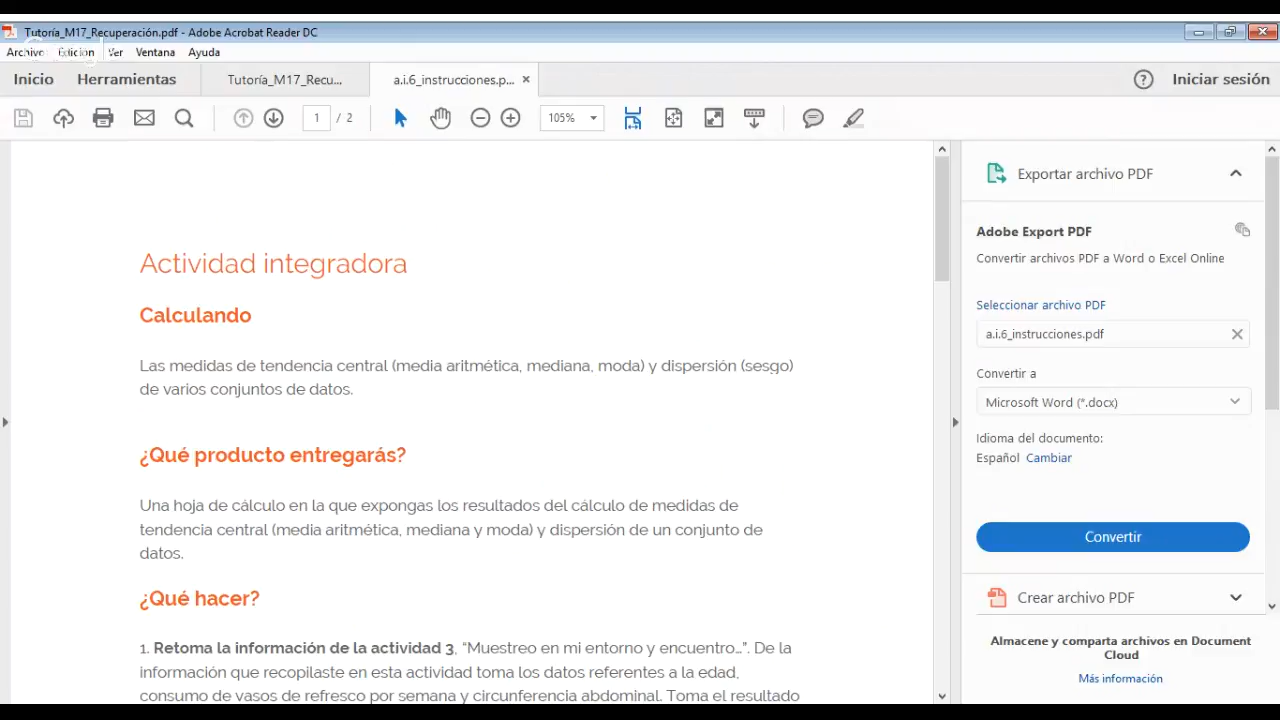 Tutoría_M17_Recuperación.pdf - Adobe Acrobat Reader DC
Archivo Edición Ver Ventana Ayuda
Inicio Herramientas Tutoría_M17_Recu... a.i.6_instrucciones.p... × Iniciar sesión
1 / 2 105%
Actividad integradora
Calculando
Las medidas de tendencia central (media aritmética, mediana, moda) y dispersión (sesgo)
de varios conjuntos de datos.
¿Qué producto entregarás?
Una hoja de cálculo en la que expongas los resultados del cálculo de medidas de
tendencia central (media aritmética, mediana y moda) y dispersión de un conjunto de
datos.
¿Qué hacer?
1. Retoma la información de la actividad 3, “Muestreo en mi entorno y encuentro…”. De la
información que recopilaste en esta actividad toma los datos referentes a la edad,
consumo de vasos de refresco por semana y circunferencia abdominal. Toma el resultado
Exportar archivo PDF
Adobe Export PDF
Convertir archivos PDF a Word o Excel Online
Seleccionar archivo PDF
a.i.6_instrucciones.pdf
Convertir a
Microsoft Word (*.docx)
Idioma del documento:
Español Cambiar
Convertir
Crear archivo PDF
Almacene y comparta archivos en Document
Cloud
Más información